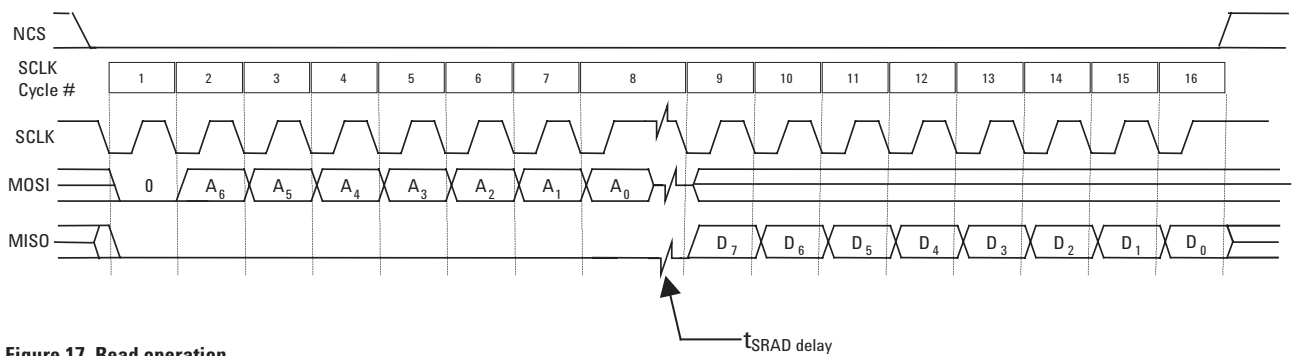 NCS
SCLK
Cycle #
1 2 3 4 5 6 7 8 9 10 11 12 13 14 15 16
SCLK
MOSI 0 A6 A5 A4 A3 A2 A1 A0
MISO D7 D6 D5 D4 D3 D2 D1 D0
tSRAD delay
Figure 17. Read operation